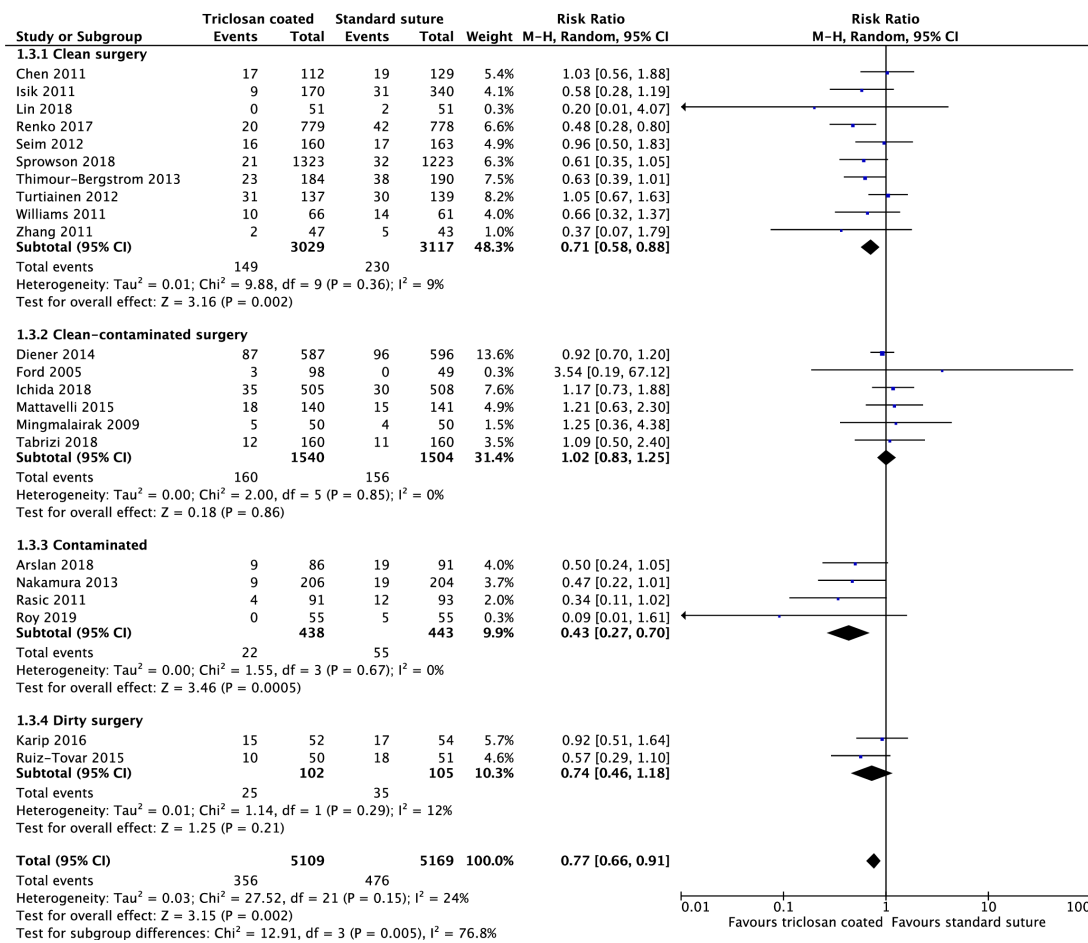 Triclosan coated Standard suture Risk Ratio Risk Ratio
Study or Subgroup Events Total Events Total Weight M-H, Random, 95% CI M-H, Random, 95% CI
1.3.1 Clean surgery
Chen 2011 17 112 19 129 5.4% 1.03 [0.56, 1.88]
Isik 2011 9 170 31 340 4.1% 0.58 [0.28, 1.19]
Lin 2018 0 51 2 51 0.3% 0.20 [0.01, 4.07]
Renko 2017 20 779 42 778 6.6% 0.48 [0.28, 0.80]
Seim 2012 16 160 17 163 4.9% 0.96 [0.50, 1.83]
Sprowson 2018 21 1323 32 1223 6.3% 0.61 [0.35, 1.05]
Thimour-Bergstrom 2013 23 184 38 190 7.5% 0.63 [0.39, 1.01]
Turtiainen 2012 31 137 30 139 8.2% 1.05 [0.67, 1.63]
Williams 2011 10 66 14 61 4.0% 0.66 [0.32, 1.37]
Zhang 2011 2 47 5 43 1.0% 0.37 [0.07, 1.79]
Subtotal (95% CI) 3029 3117 48.3% 0.71 [0.58, 0.88]
Total events 149 230
Heterogeneity: Tau² = 0.01; Chi² = 9.88, df = 9 (P = 0.36); I² = 9%
Test for overall effect: Z = 3.16 (P = 0.002)
1.3.2 Clean-contaminated surgery
Diener 2014 87 587 96 596 13.6% 0.92 [0.70, 1.20]
Ford 2005 3 98 0 49 0.3% 3.54 [0.19, 67.12]
Ichida 2018 35 505 30 508 7.6% 1.17 [0.73, 1.88]
Mattavelli 2015 18 140 15 141 4.9% 1.21 [0.63, 2.30]
Mingmalairak 2009 5 50 4 50 1.5% 1.25 [0.36, 4.38]
Tabrizi 2018 12 160 11 160 3.5% 1.09 [0.50, 2.40]
Subtotal (95% CI) 1540 1504 31.4% 1.02 [0.83, 1.25]
Total events 160 156
Heterogeneity: Tau² = 0.00; Chi² = 2.00, df = 5 (P = 0.85); I² = 0%
Test for overall effect: Z = 0.18 (P = 0.86)
1.3.3 Contaminated
Arslan 2018 9 86 19 91 4.0% 0.50 [0.24, 1.05]
Nakamura 2013 9 206 19 204 3.7% 0.47 [0.22, 1.01]
Rasic 2011 4 91 12 93 2.0% 0.34 [0.11, 1.02]
Roy 2019 0 55 5 55 0.3% 0.09 [0.01, 1.61]
Subtotal (95% CI) 438 443 9.9% 0.43 [0.27, 0.70]
Total events 22 55
Heterogeneity: Tau² = 0.00; Chi² = 1.55, df = 3 (P = 0.67); I² = 0%
Test for overall effect: Z = 3.46 (P = 0.0005)
1.3.4 Dirty surgery
Karip 2016 15 52 17 54 5.7% 0.92 [0.51, 1.64]
Ruiz-Tovar 2015 10 50 18 51 4.6% 0.57 [0.29, 1.10]
Subtotal (95% CI) 102 105 10.3% 0.74 [0.46, 1.18]
Total events 25 35
Heterogeneity: Tau² = 0.01; Chi² = 1.14, df = 1 (P = 0.29); I² = 12%
Test for overall effect: Z = 1.25 (P = 0.21)
Total (95% CI) 5109 5169 100.0% 0.77 [0.66, 0.91]
Total events 356 476
Heterogeneity: Tau² = 0.03; Chi² = 27.52, df = 21 (P = 0.15); I² = 24%
Test for overall effect: Z = 3.15 (P = 0.002)
Test for subgroup differences: Chi² = 12.91, df = 3 (P = 0.005), I² = 76.8%
0.01 0.1 1 10 100
Favours triclosan coated Favours standard suture